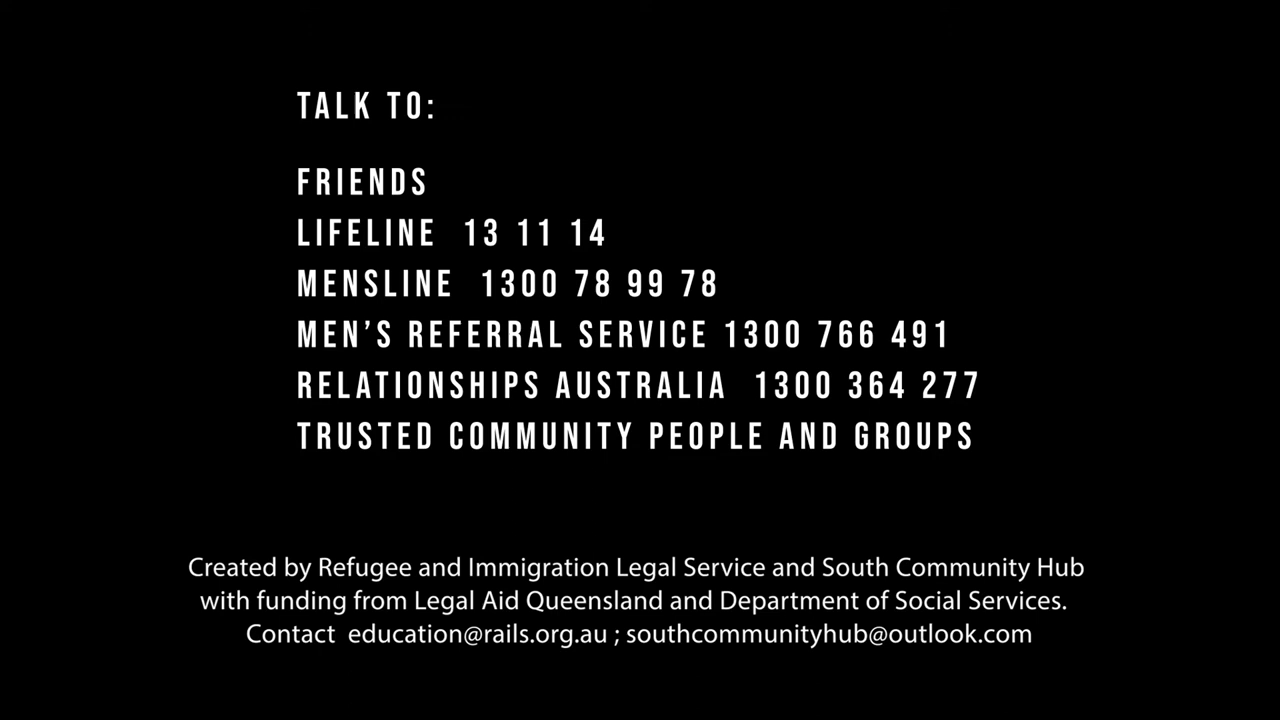 TALK TO:
FRIENDS
LIFELINE 13 11 14
MENSLINE 1300 78 99 78
MEN'S REFERRAL SERVICE 1300 766 491
RELATIONSHIPS AUSTRALIA 1300 364 277
TRUSTED COMMUNITY PEOPLE AND GROUPS
Created by Refugee and Immigration Legal Service and South Community Hub
with funding from Legal Aid Queensland and Department of Social Services.
Contact education@rails.org.au ; southcommunityhub@outlook.com